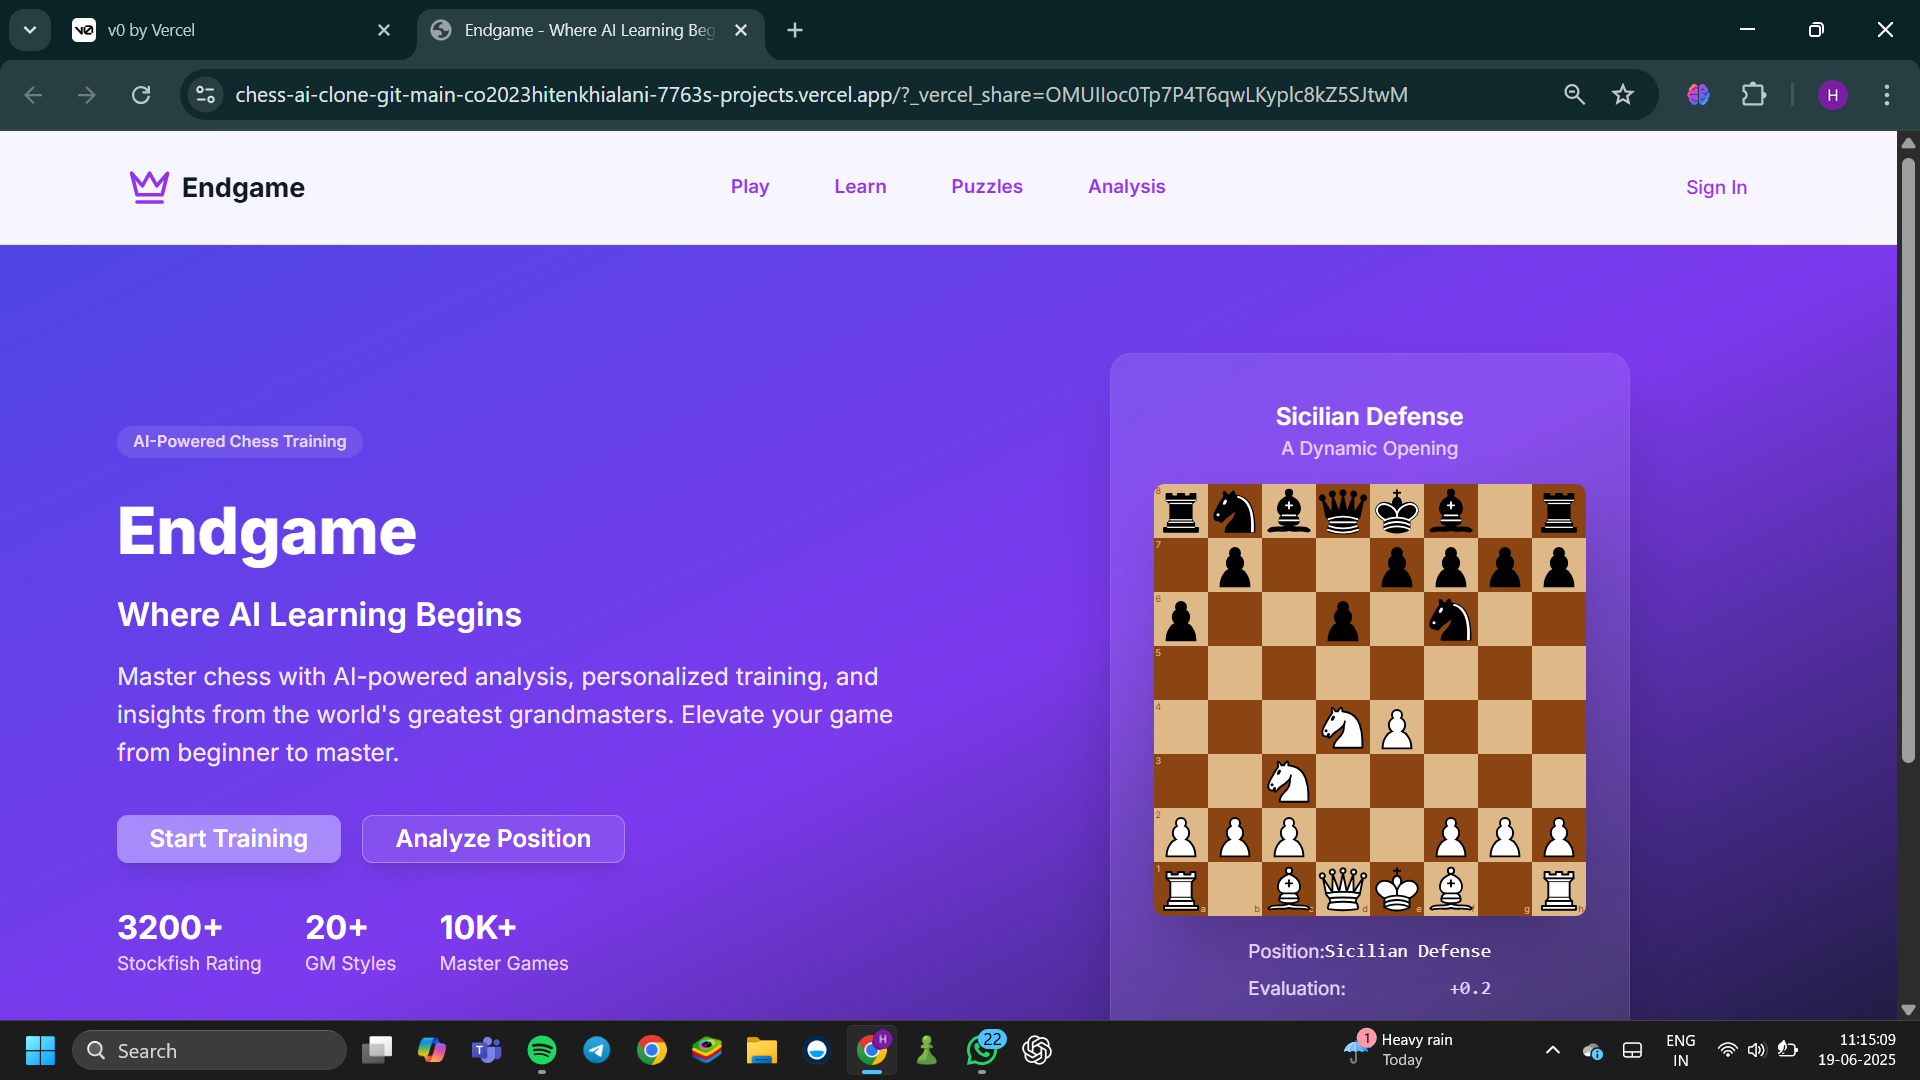 v0 by Vercel
Endgame - Where AI Learning Beg
chess-ai-clone-git-main-co2023hitenkhialani-7763s-projects.vercel.app/?_vercel_share=OMUIIoc0Tp7P4T6qwLKyplc8kZ5SJtwM
H
Endgame
Play
Learn
Puzzles
Analysis
Sign In
AI-Powered Chess Training
Endgame
Where AI Learning Begins
Master chess with AI-powered analysis, personalized training, and
insights from the world's greatest grandmasters. Elevate your game
from beginner to master.
Start Training
Analyze Position
3200+
Stockfish Rating
20+
GM Styles
10K+
Master Games
Sicilian Defense
A Dynamic Opening
8
7
6
5
4
3
2
1
a
b
c
d
e
f
g
h
Position:Sicilian Defense
Evaluation: +0.2
Search
H
22
1
Heavy rain
Today
ENG
IN
11:15:09
19-06-2025